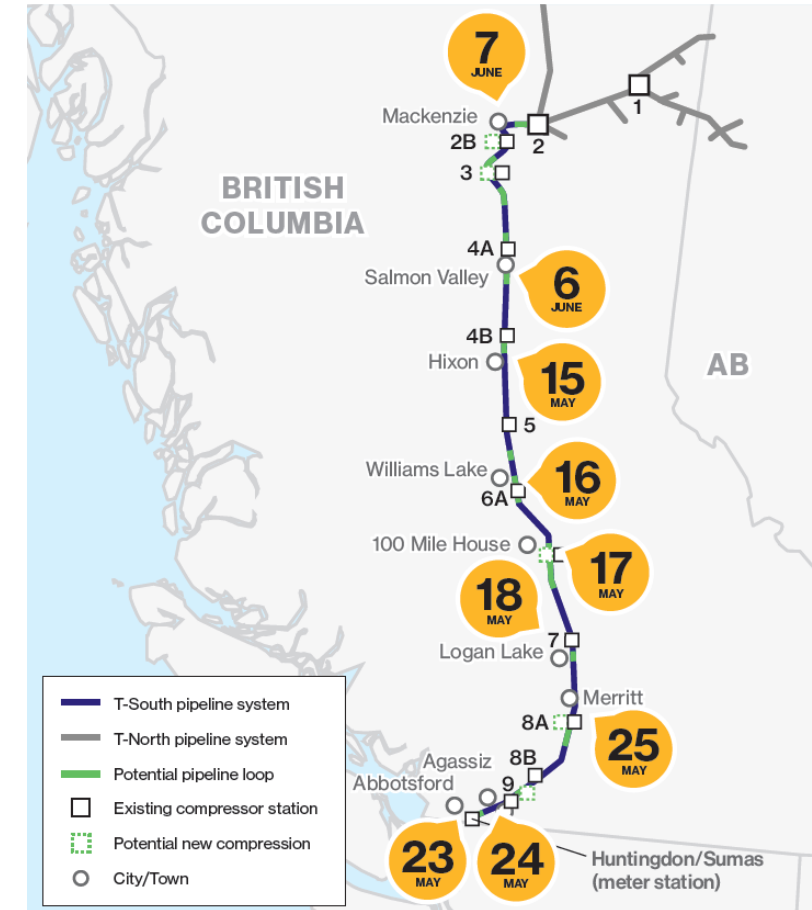 7
JUNE
Mackenzie
1
2
2B
3
BRITISH
COLUMBIA
4A
Salmon Valley
6
JUNE
4B
Hixon
15
MAY
AB
5
Williams Lake
6A
16
MAY
100 Mile House
17
MAY
18
MAY
7
Logan Lake
Merritt
8A
25
MAY
8B
Agassiz
Abbotsford
9
23
MAY
24
MAY
Huntingdon/Sumas
(meter station)
T-South pipeline system
T-North pipeline system
Potential pipeline loop
Existing compressor station
Potential new compression
City/Town